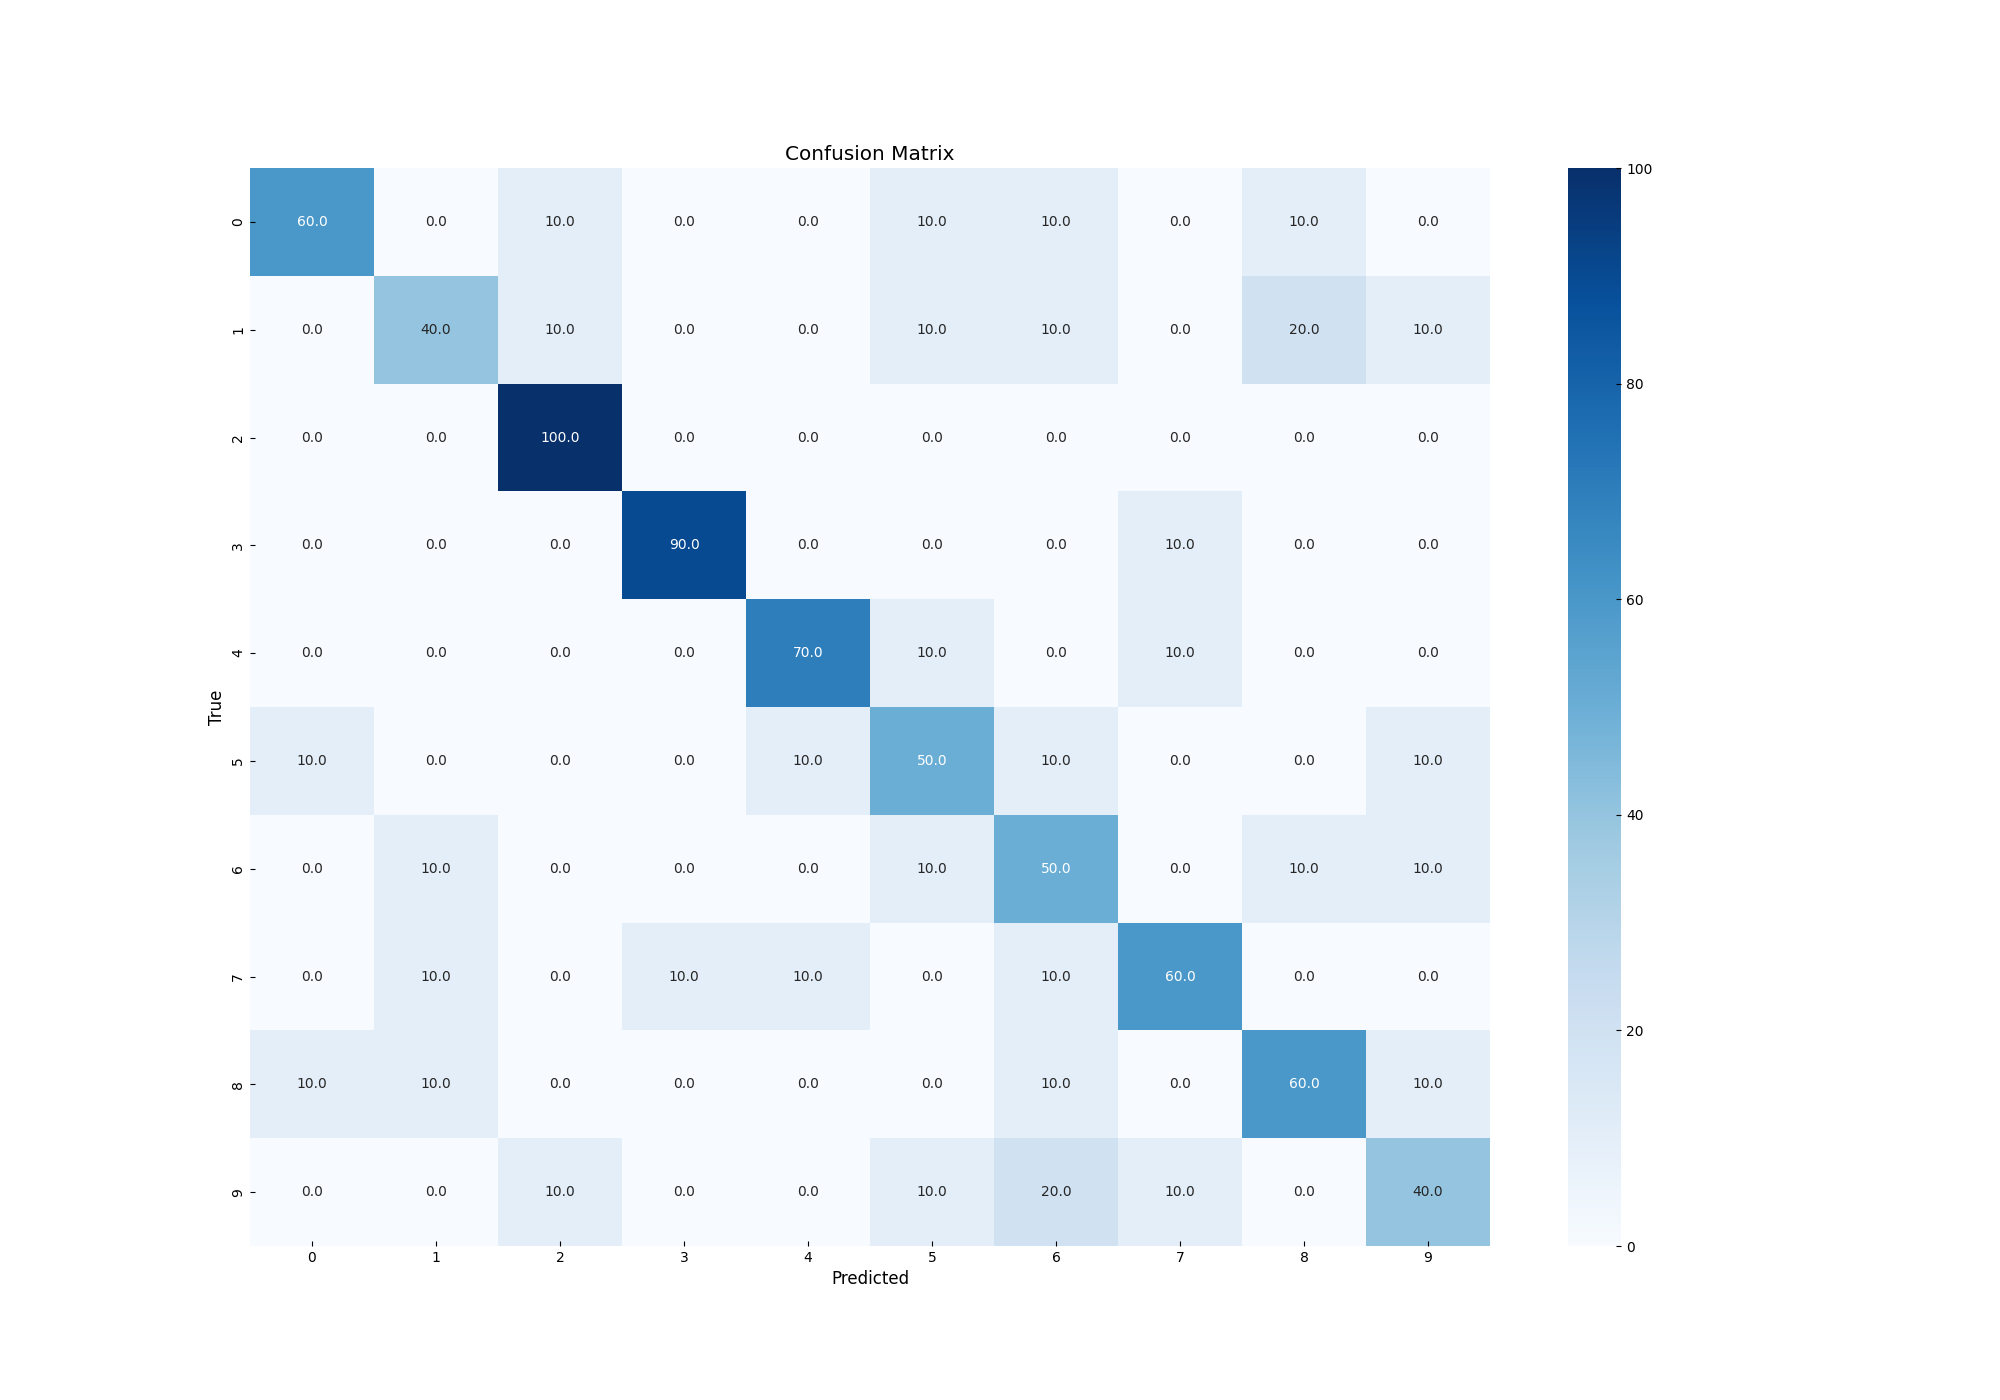 Confusion Matrix
0 60.0 0.0 10.0 0.0 0.0 10.0 10.0 0.0 10.0 0.0
1 0.0 40.0 10.0 0.0 0.0 10.0 10.0 0.0 20.0 10.0
2 0.0 0.0 100.0 0.0 0.0 0.0 0.0 0.0 0.0 0.0
3 0.0 0.0 0.0 90.0 0.0 0.0 0.0 10.0 0.0 0.0
4 0.0 0.0 0.0 0.0 70.0 10.0 0.0 10.0 0.0 0.0
True
5 10.0 0.0 0.0 0.0 10.0 50.0 10.0 0.0 0.0 10.0
6 0.0 10.0 0.0 0.0 0.0 10.0 50.0 0.0 10.0 10.0
7 0.0 10.0 0.0 10.0 10.0 0.0 10.0 60.0 0.0 0.0
8 10.0 10.0 0.0 0.0 0.0 0.0 10.0 0.0 60.0 10.0
9 0.0 0.0 10.0 0.0 0.0 10.0 20.0 10.0 0.0 40.0
0 1 2 3 4 5 6 7 8 9
Predicted
100
80
60
40
20
0